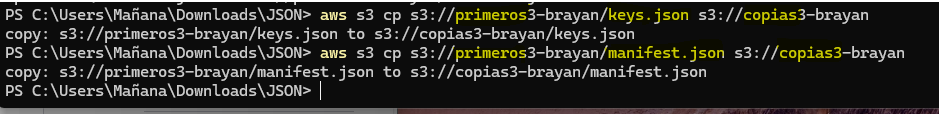 PS C:\Users\Mañana\Downloads\JSON> aws s3 cp s3://primeros3-brayan/keys.json s3://copias3-brayan
copy: s3://primeros3-brayan/keys.json to s3://copias3-brayan/keys.json
PS C:\Users\Mañana\Downloads\JSON> aws s3 cp s3://primeros3-brayan/manifest.json s3://copias3-brayan
copy: s3://primeros3-brayan/manifest.json to s3://copias3-brayan/manifest.json
PS C:\Users\Mañana\Downloads\JSON>